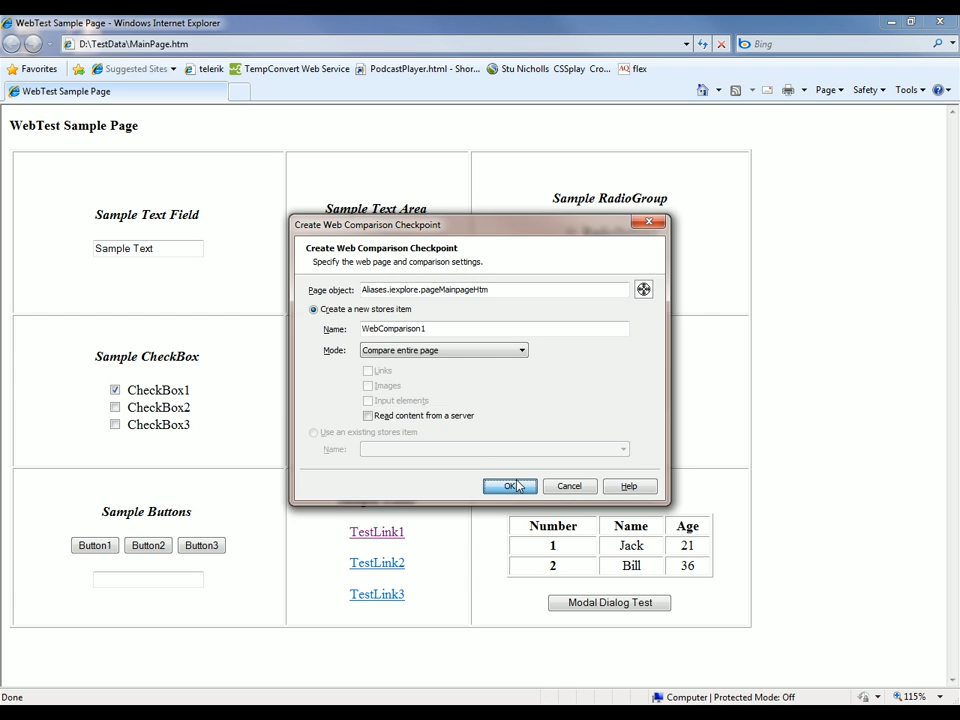 WebTest Sample Page - Windows Internet Explorer
D:\TestData\MainPage.htm
Bing
Favorites Suggested Sites telerik TempConvert Web Service PodcastPlayer.html - Shor... Stu Nicholls CSSplay Cro... flex
WebTest Sample Page
Page Safety Tools
WebTest Sample Page
Sample Text Field
Sample Text Area
Sample RadioGroup
Sample Text
Create Web Comparison Checkpoint
Create Web Comparison Checkpoint
Specify the web page and comparison settings.
Page object: Aliases.iexplore.pageMainpageHtm
Create a new stores item
Name: WebComparison1
Mode: Compare entire page
Links
Images
Input elements
Read content from a server
Use an existing stores item
Name:
OK Cancel Help
Sample CheckBox
CheckBox1
CheckBox2
CheckBox3
Sample Buttons
Button1 Button2 Button3
TestLink1
TestLink2
TestLink3
Number Name Age
1 Jack 21
2 Bill 36
Modal Dialog Test
Done
Computer | Protected Mode: Off
115%